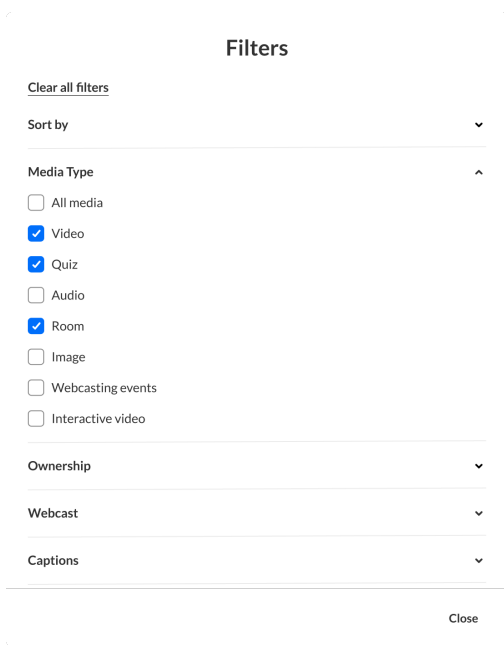 Filters
Clear all filters
Sort by
Media Type
All media
Video
Quiz
Audio
Room
Image
Webcasting events
Interactive video
Ownership
Webcast
Captions
Close